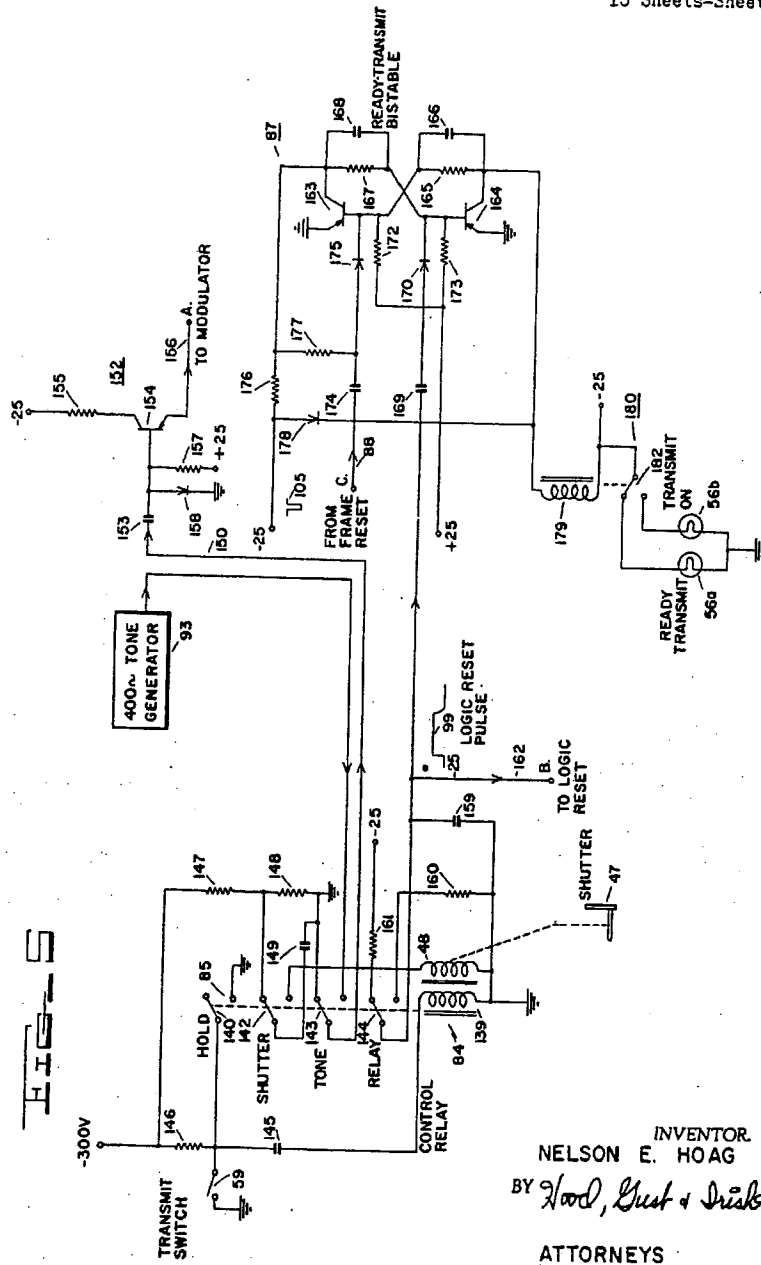 13 Sheets-Sheet
-300V
TRANSMIT
SWITCH
59
146
145
HOLD
140
85
142
SHUTTER
143
TONE
144
RELAY
147
148
149
161
-25
160
159
48
84
139
CONTROL
RELAY
SHUTTER
47
400~ TONE
GENERATOR
93
150
153
158
157
+25
154
155
-25
152
156
A.
TO MODULATOR
-25
99
LOGIC RESET
PULSE
162
B.
TO LOGIC
RESET
-25
105
FROM C.
FRAME
RESET
88
+25
176
177
178
174
169
175
170
172
173
163
164
167
168
165
166
87
READY-TRANSMIT
BISTABLE
179
-25
180
182
TRANSMIT
ON
56b
READY
TRANSMIT
56a
INVENTOR.
NELSON E. HOAG
BY Wood, Gust &
ATTORNEYS